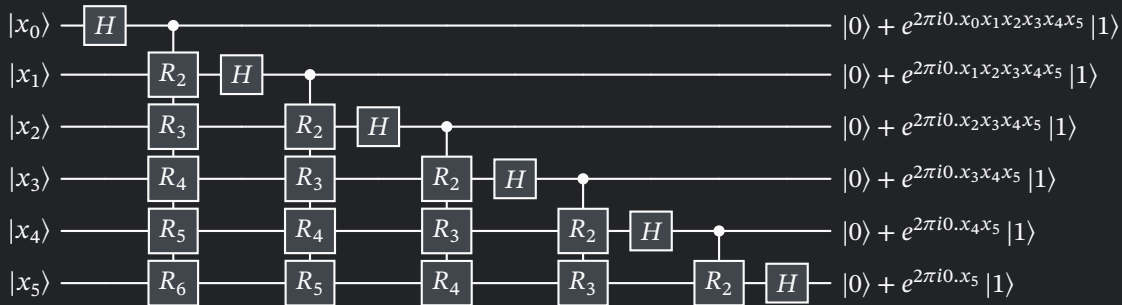 |x₀⟩ H |0⟩ + e^{2πi0.x₀x₁x₂x₃x₄x₅} |1⟩
|x₁⟩ R₂ H |0⟩ + e^{2πi0.x₁x₂x₃x₄x₅} |1⟩
|x₂⟩ R₃ R₂ H |0⟩ + e^{2πi0.x₂x₃x₄x₅} |1⟩
|x₃⟩ R₄ R₃ R₂ H |0⟩ + e^{2πi0.x₃x₄x₅} |1⟩
|x₄⟩ R₅ R₄ R₃ R₂ H |0⟩ + e^{2πi0.x₄x₅} |1⟩
|x₅⟩ R₆ R₅ R₄ R₃ R₂ H |0⟩ + e^{2πi0.x₅} |1⟩